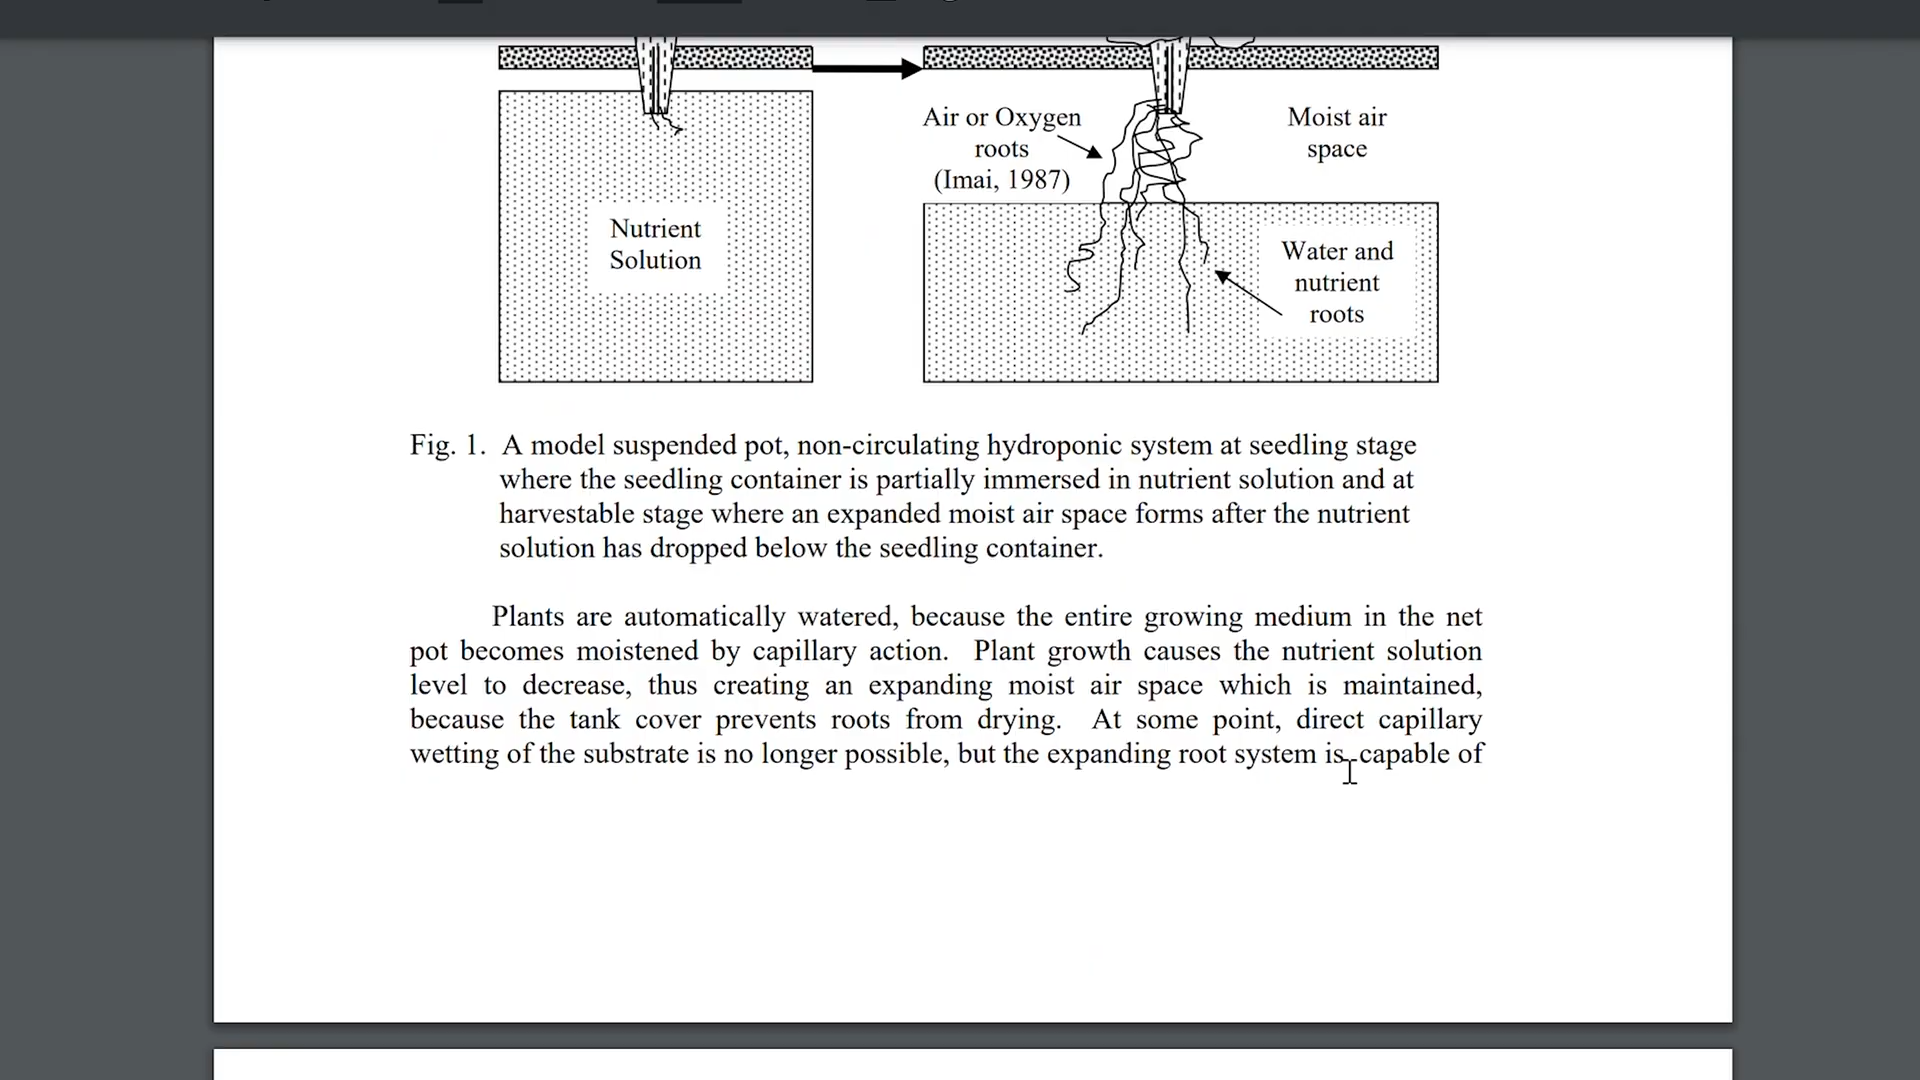 Air or Oxygen
roots
(Imai, 1987)
Moist air
space
Nutrient
Solution
Water and
nutrient
roots
Fig. 1. A model suspended pot, non-circulating hydroponic system at seedling stage
where the seedling container is partially immersed in nutrient solution and at
harvestable stage where an expanded moist air space forms after the nutrient
solution has dropped below the seedling container.
Plants are automatically watered, because the entire growing medium in the net
pot becomes moistened by capillary action. Plant growth causes the nutrient solution
level to decrease, thus creating an expanding moist air space which is maintained,
because the tank cover prevents roots from drying. At some point, direct capillary
wetting of the substrate is no longer possible, but the expanding root system is capable of